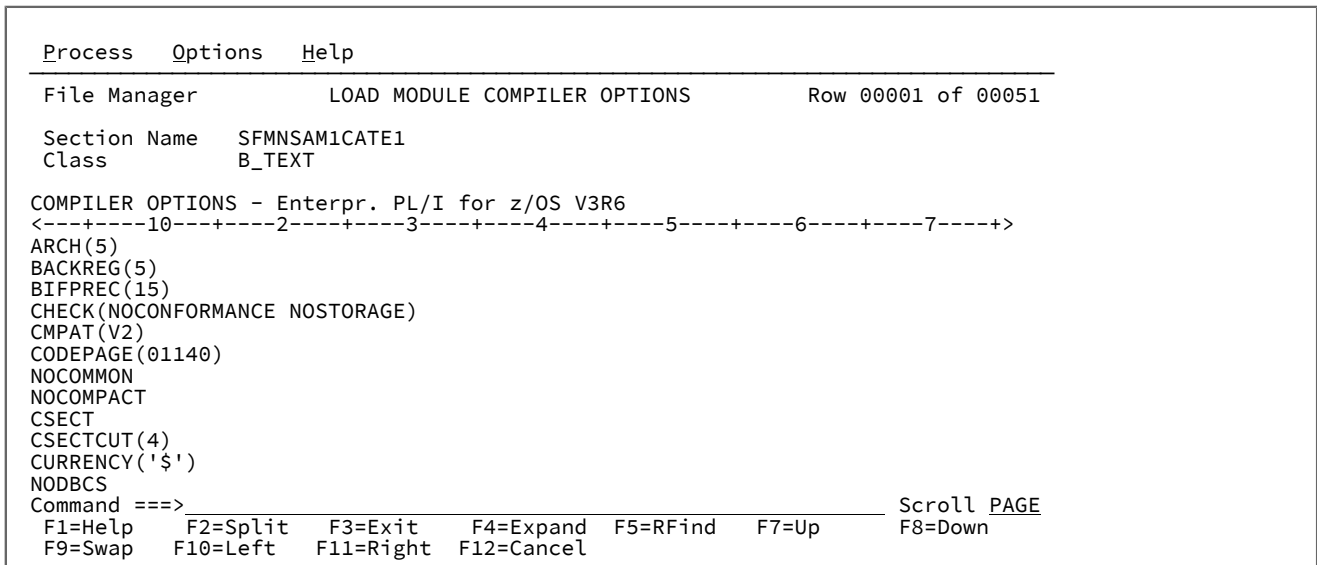 Process   Options   Help
File Manager          LOAD MODULE COMPILER OPTIONS         Row 00001 of 00051
Section Name   SFMNSAM1CATE1
Class          B_TEXT
COMPILER OPTIONS – Enterpr. PL/I for z/OS V3R6
<---+----10---+----2----+----3----+----4----+----5----+----6----+----7----+>
ARCH(5)
BACKREG(5)
BIFPREC(15)
CHECK(NOCONFORMANCE NOSTORAGE)
CMPAT(V2)
CODEPAGE(01140)
NOCOMMON
NOCOMPACT
CSECT
CSECTCUT(4)
CURRENCY('$')
NODBCS
Command ===> Scroll PAGE
F1=Help    F2=Split   F3=Exit    F4=Expand  F5=RFind   F7=Up      F8=Down
F9=Swap   F10=Left   F11=Right  F12=Cancel